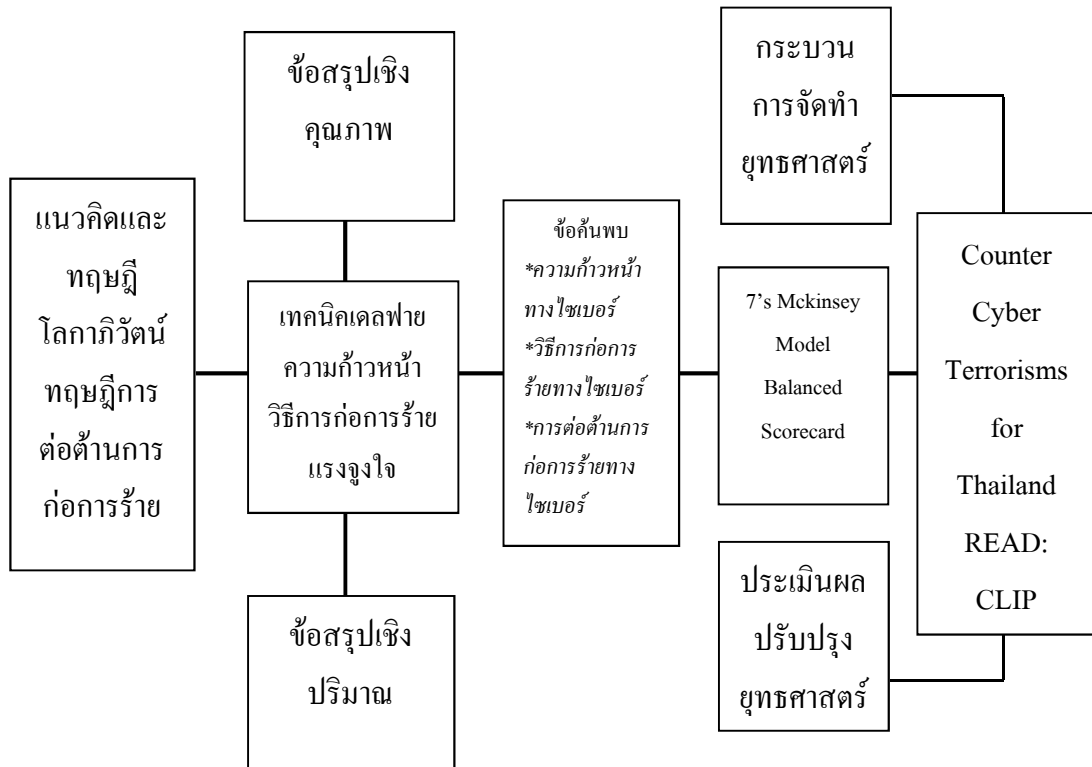 แนวคิดและ
ทฤษฎี
โลกาภิวัตน์
ทฤษฎีการ
ต่อต้านการ
ก่อการร้าย
ข้อสรุปเชิง
คุณภาพ
เทคนิคเดลฟาย
ความก้าวหน้า
วิธีการก่อการร้าย
แรงจูงใจ
ข้อสรุปเชิง
ปริมาณ
ข้อค้นพบ
*ความก้าวหน้า
ทางไซเบอร์
*วิธีการก่อการ
ร้ายทางไซเบอร์
*การต่อต้านการ
ก่อการร้ายทาง
ไซเบอร์
กระบวน
การจัดทำ
ยุทธศาสตร์
7’s Mckinsey
Model
Balanced
Scorecard
ประเมินผล
ปรับปรุง
ยุทธศาสตร์
Counter
Cyber
Terrorisms
for
Thailand
READ:
CLIP